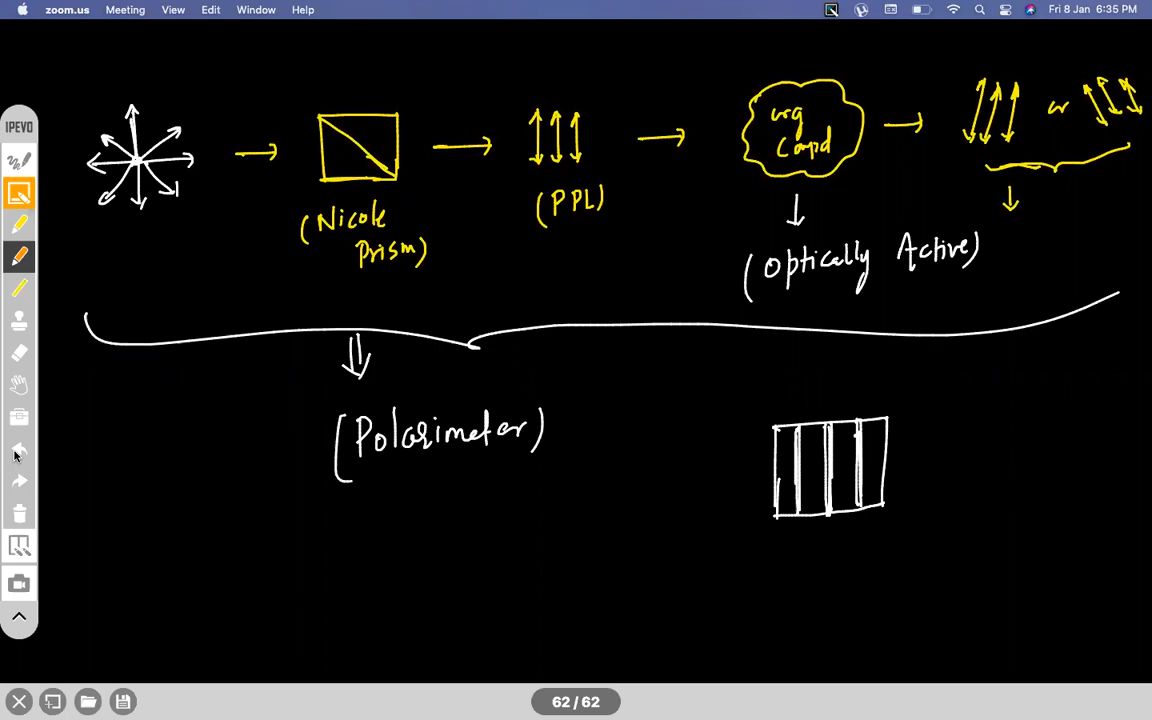 zoom.us Meeting View Edit Window Help Fri 8 Jan 6:35 PM
IPEVO
org
Compd
or
(PPL)
(Nicole
Prism)
(Optically Active)
(Polarimeter)
62 / 62